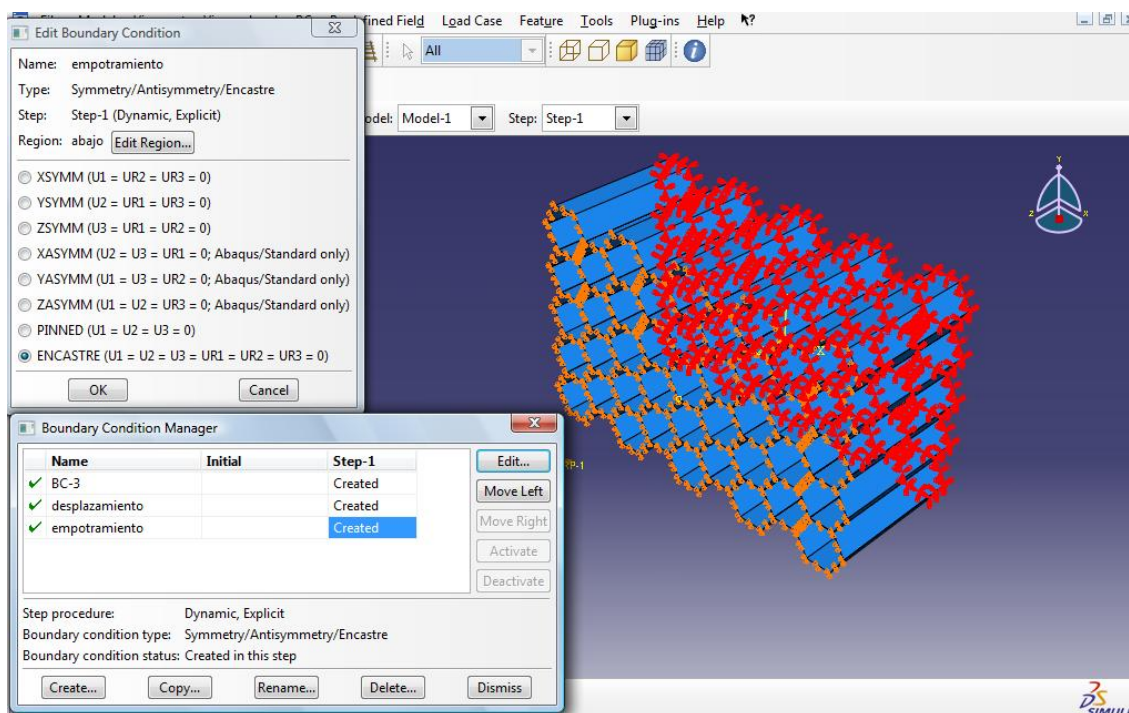 Edit Boundary Condition
Name: empotramiento
Type: Symmetry/Antisymmetry/Encastre
Step: Step-1 (Dynamic, Explicit)
Region: abajo Edit Region...
XSYMM (U1 = UR2 = UR3 = 0)
YSYMM (U2 = UR1 = UR3 = 0)
ZSYMM (U3 = UR1 = UR2 = 0)
XASYMM (U2 = U3 = UR1 = 0; Abaqus/Standard only)
YASYMM (U1 = U3 = UR2 = 0; Abaqus/Standard only)
ZASYMM (U1 = U2 = UR3 = 0; Abaqus/Standard only)
PINNED (U1 = U2 = U3 = 0)
ENCASTRE (U1 = U2 = U3 = UR1 = UR2 = UR3 = 0)
OK Cancel
Field Load Case Feature Tools Plug-ins Help
All
Model-1 Step: Step-1
Y
Z X
X
Boundary Condition Manager
Name Initial Step-1
BC-3 Created
desplazamiento Created
empotramiento Created
Edit...
Move Left
Move Right
Activate
Deactivate
Step procedure: Dynamic, Explicit
Boundary condition type: Symmetry/Antisymmetry/Encastre
Boundary condition status: Created in this step
Create... Copy... Rename... Delete... Dismiss